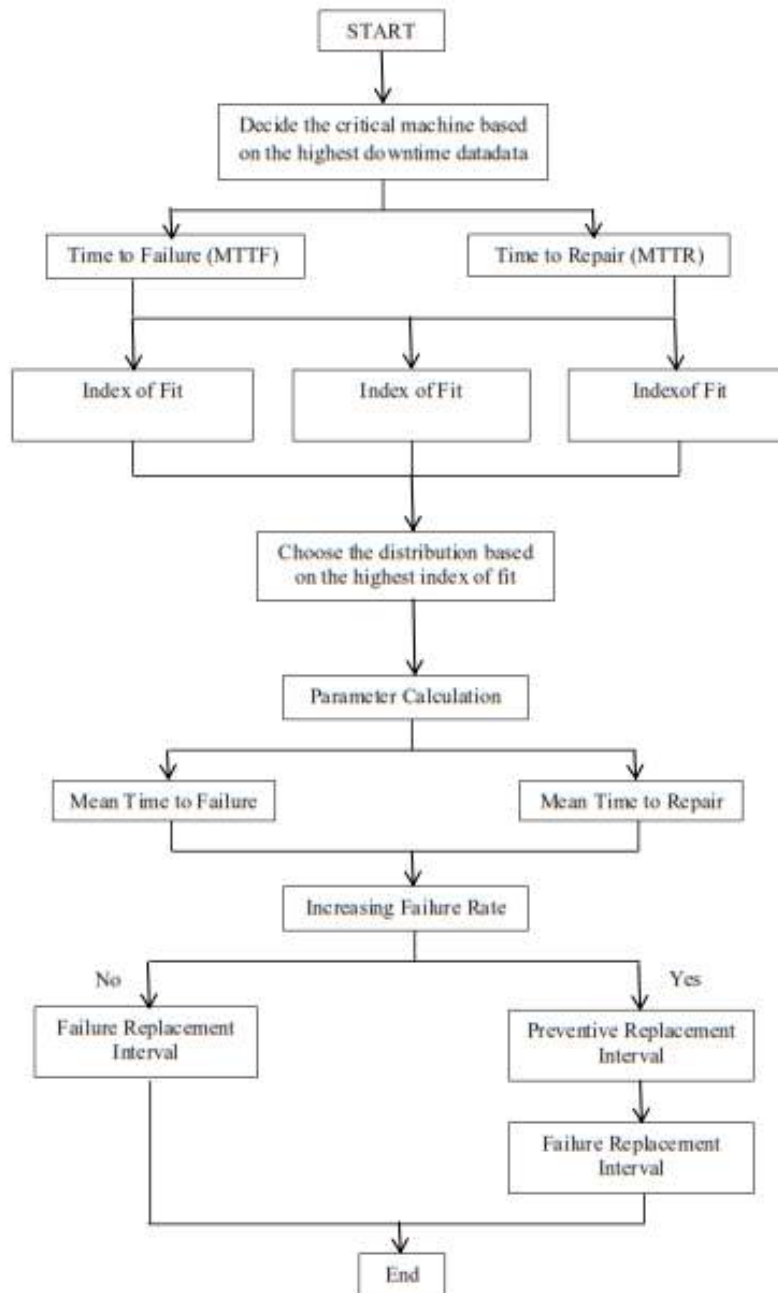 START
Decide the critical machine based
on the highest downtime datadata
Time to Failure (MTTF)
Time to Repair (MTTR)
Index of Fit
Index of Fit
Indexof Fit
Choose the distribution based
on the highest index of fit
Parameter Calculation
Mean Time to Failure
Mean Time to Repair
Increasing Failure Rate
No
Yes
Failure Replacement
Interval
Preventive Replacement
Interval
Failure Replacement
Interval
End